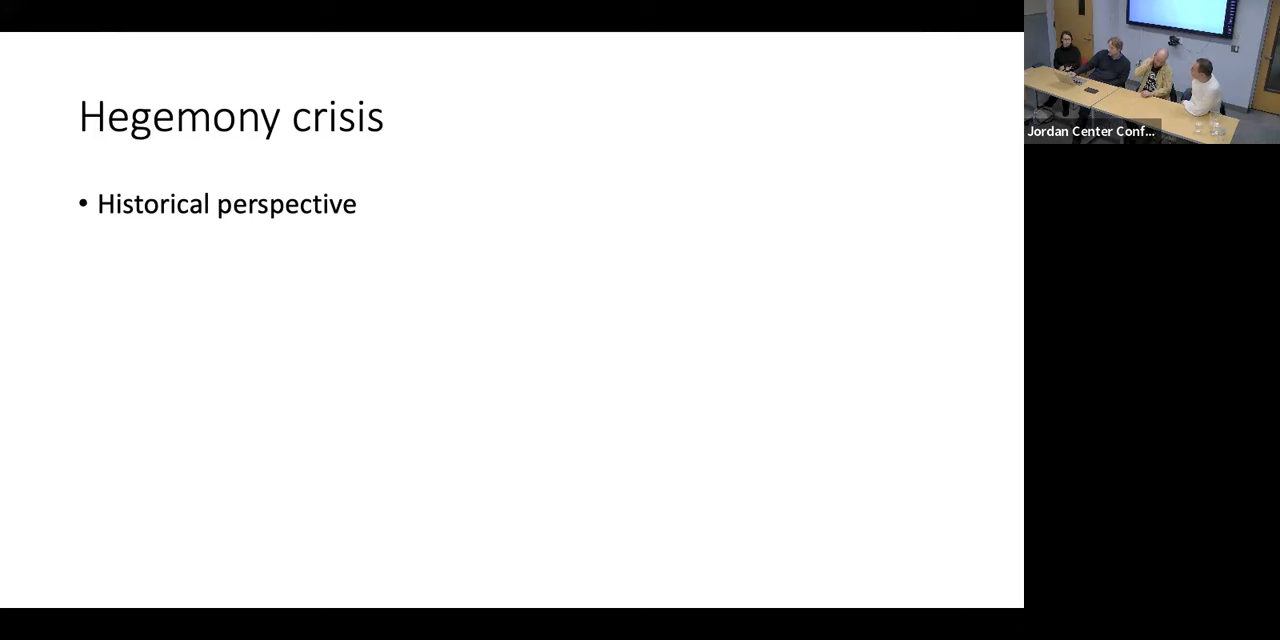 Hegemony crisis
• Historical perspective
Jordan Center Conf...